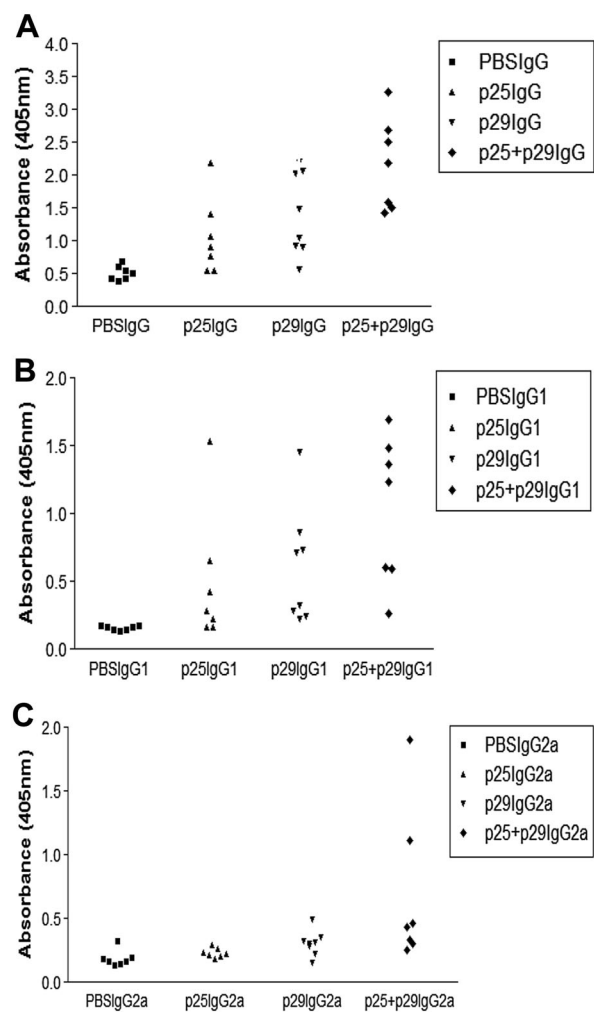 A
Absorbance (405nm)
4.0
3.5
3.0
2.5
2.0
1.5
1.0
0.5
0.0
PBSIgG p25IgG p29IgG p25+p29IgG
PBSIgG
p25IgG
p29IgG
p25+p29IgG
B
Absorbance (405nm)
2.0
1.5
1.0
0.5
0.0
PBSIgG1 p25IgG1 p29IgG1 p25+p29IgG1
PBSIgG1
p25IgG1
p29IgG1
p25+p29IgG1
C
Absorbance (405nm)
2.0
1.5
1.0
0.5
0.0
PBSIgG2a p25IgG2a p29IgG2a p25+p29IgG2a
PBSIgG2a
p25IgG2a
p29IgG2a
p25+p29IgG2a